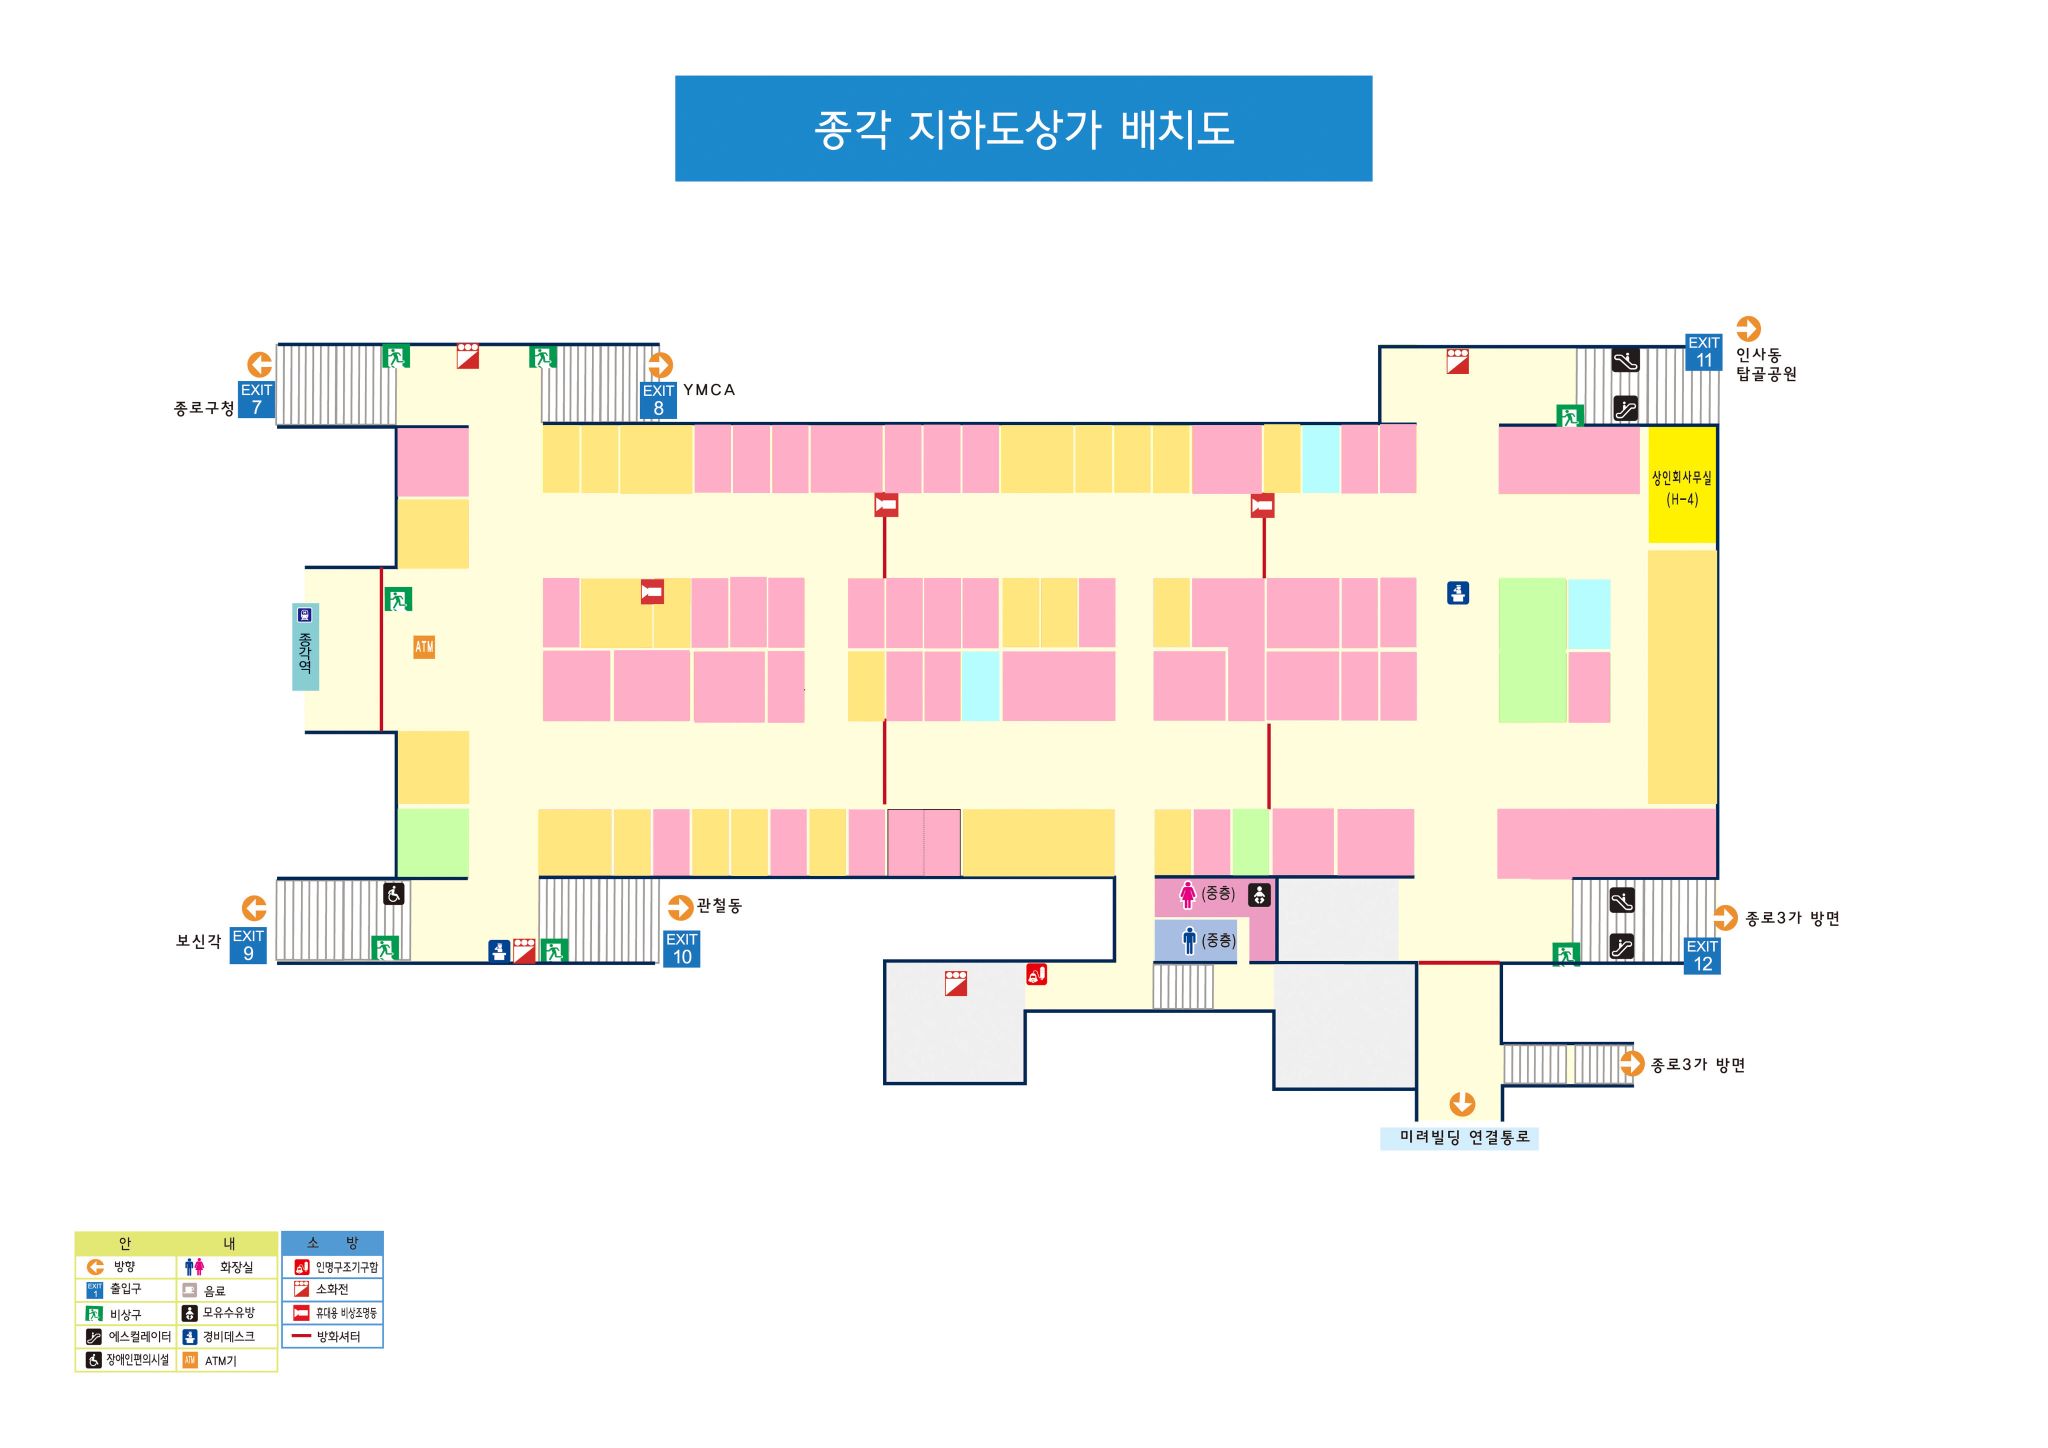 종각 지하도상가 배치도
EXIT
7
종로구청
EXIT
8
YMCA
EXIT
11
인사동
탑골공원
상인회사무실
(H-4)
종각역
ATM
EXIT
9
보신각
EXIT
10
관철동
(중층)
(중층)
EXIT
12
종로3가 방면
종로3가 방면
미려빌딩 연결통로
안 내
방향
화장실
EXIT
1
출입구
음료
비상구
모유수유방
에스컬레이터
경비데스크
장애인편의시설
ATM
ATM기
소 방
인명구조기구함
소화전
휴대용 비상조명등
방화셔터